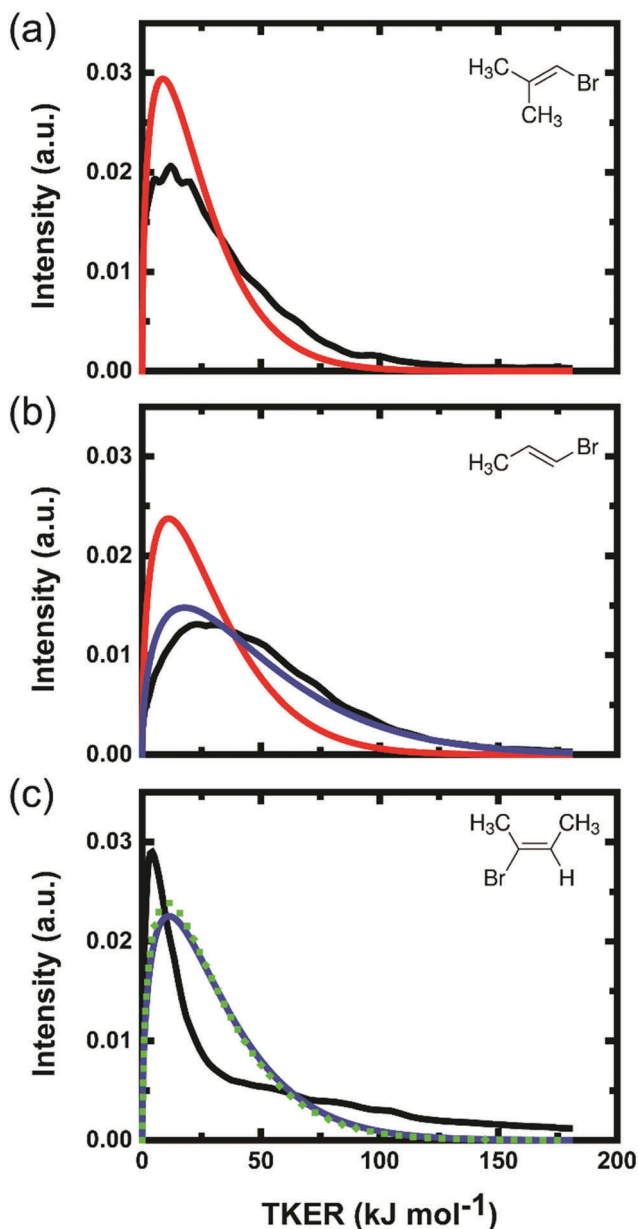 (a)
0.03
0.02
0.01
0.00
Intensity (a.u.)
H₃C
Br
CH₃
(b)
0.03
0.02
0.01
0.00
Intensity (a.u.)
H₃C
Br
(c)
0.03
0.02
0.01
0.00
Intensity (a.u.)
H₃C
CH₃
Br
H
0
50
100
150
200
TKER (kJ mol⁻¹)